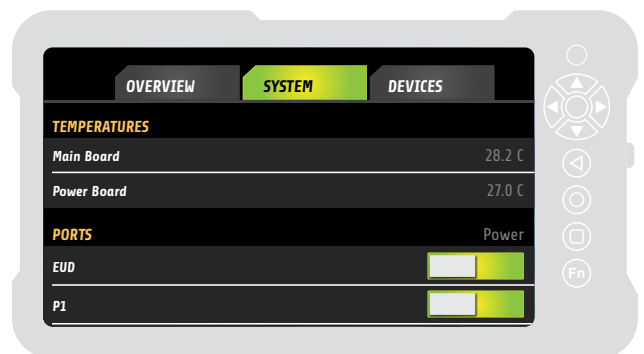 OVERVIEW SYSTEM DEVICES
TEMPERATURES
Main Board 28.2 C
Power Board 27.0 C
PORTS Power
EUD
P1
Fn